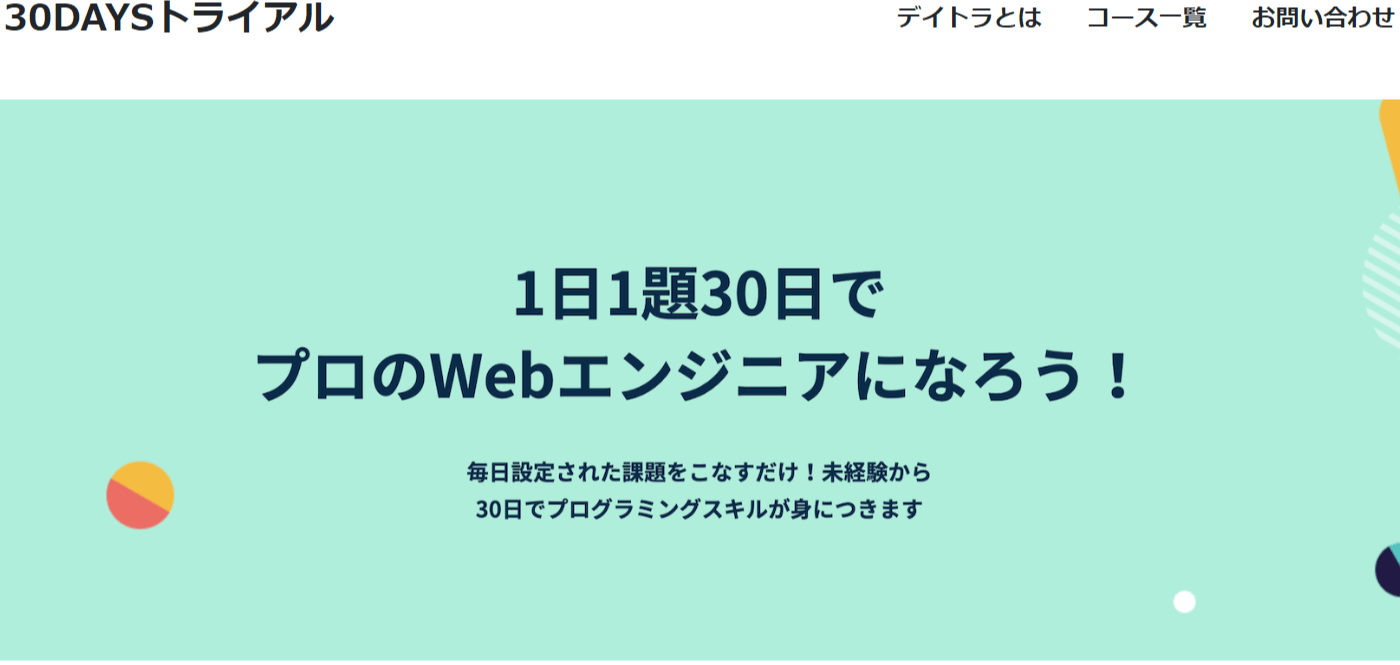 30DAYSトライアル
デイトラとは コース一覧 お問い合わせ
1日1題30日で
プロのWebエンジニアになろう！
毎日設定された課題をこなすだけ！未経験から
30日でプログラミングスキルが身につきます